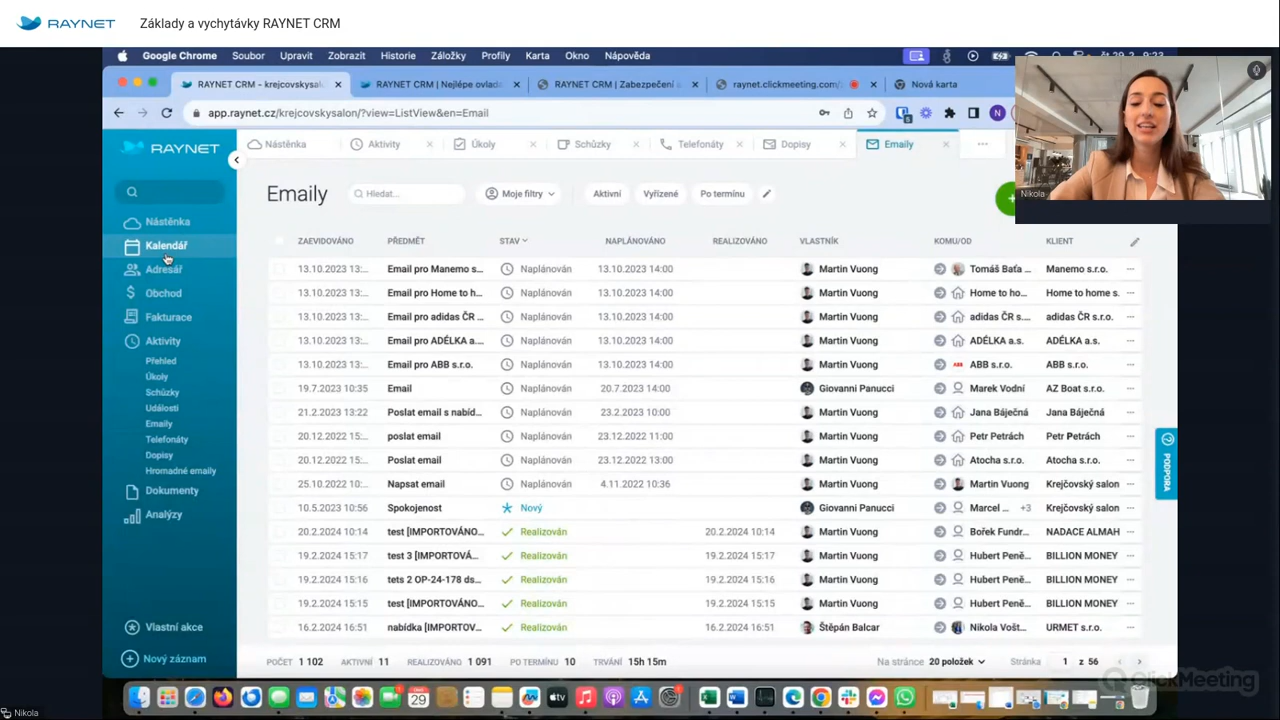 RAYNET Základy a vychytávky RAYNET CRM
Google Chrome Soubor Upravit Zobrazit Historie Záložky Profily Karta Okno Nápověda čt 29. 2. 9:23
RAYNET CRM - krejcovskysalon RAYNET CRM | Nejlépe ovlada RAYNET CRM | Zabezpečení raynet.clickmeeting.com/ Nová karta
app.raynet.cz/krejcovskysalon/?view=ListView&en=Email N
RAYNET
Nástěnka Aktivity Úkoly Schůzky Telefonáty Dopisy Emaily ...
Nikola
Emaily Hledat... Moje filtry Aktivní Vyřízené Po termínu
Nástěnka
Kalendář
Adresář
Obchod
Fakturace
Aktivity
Přehled
Úkoly
Schůzky
Události
Emaily
Telefonáty
Dopisy
Hromadné emaily
Dokumenty
Analýzy
Vlastní akce
Nový záznam
ZAEVIDOVÁNO PŘEDMĚT STAV NAPLÁNOVÁNO REALIZOVÁNO VLASTNÍK KOMU/OD KLIENT
13.10.2023 13:... Email pro Manemo s... Naplánován 13.10.2023 14:00 Martin Vuong Tomáš Baťa ... Manemo s.r.o.
13.10.2023 13:... Email pro Home to h... Naplánován 13.10.2023 14:00 Martin Vuong Home to ho... Home to home s.
13.10.2023 13:... Email pro adidas ČR ... Naplánován 13.10.2023 14:00 Martin Vuong adidas ČR s.... adidas ČR s.r.o.
13.10.2023 13:... Email pro ADÉLKA a.... Naplánován 13.10.2023 14:00 Martin Vuong ADÉLKA a.s. ADÉLKA a.s.
13.10.2023 13:... Email pro ABB s.r.o. Naplánován 13.10.2023 14:00 Martin Vuong ABB ABB s.r.o. ABB s.r.o.
19.7.2023 10:35 Email Naplánován 20.7.2023 14:00 Giovanni Panucci Marek Vodní AZ Boat s.r.o.
21.2.2023 13:22 Poslat email s nabíd... Naplánován 23.2.2023 10:00 Martin Vuong Jana Báječná Jana Báječná
20.12.2022 15:... poslat email Naplánován 23.12.2022 11:00 Martin Vuong Petr Petrách Petr Petrách
20.12.2022 15:... Poslat email Naplánován 23.12.2022 13:00 Martin Vuong Atocha s.r.o. Atocha s.r.o.
25.10.2022 10:... Napsat email Naplánován 4.11.2022 10:36 Martin Vuong Martin Vuong Krejčovský salon
10.5.2023 10:56 Spokojenost Nový Giovanni Panucci Marcel ... +3 Krejčovský salon
20.2.2024 10:14 test [IMPORTOVÁNO... Realizován 20.2.2024 10:14 Martin Vuong Bořek Fundr... NADACE ALMAH
19.2.2024 15:17 test 3 [IMPORTOVÁ... Realizován 19.2.2024 15:17 Martin Vuong Hubert Peně... BILLION MONEY
19.2.2024 15:16 tets 2 OP-24-178 ds... Realizován 19.2.2024 15:16 Martin Vuong Hubert Peně... BILLION MONEY
19.2.2024 15:15 test [IMPORTOVÁNO... Realizován 19.2.2024 15:15 Martin Vuong Hubert Peně... BILLION MONEY
16.2.2024 16:51 nabídka [IMPORTOV... Realizován 16.2.2024 16:51 Štěpán Balcar Nikola Vošt... URMET s.r.o.
PODPORA
POČET 1 102 AKTIVNÍ 11 REALIZOVÁNO 1 091 PO TERMÍNU 10 TRVÁNÍ 15h 15m Na stránce 20 položek Stránka 1 z 56
ClickMeeting
Nikola